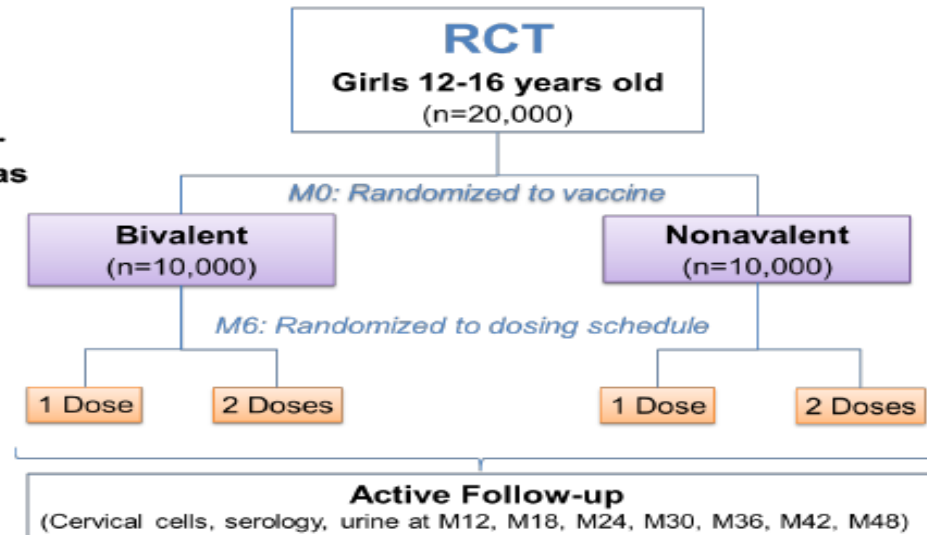 RCT
Girls 12-16 years old
(n=20,000)
as
M0: Randomized to vaccine
Bivalent
(n=10,000)
Nonavalent
(n=10,000)
M6: Randomized to dosing schedule
1 Dose
2 Doses
1 Dose
2 Doses
Active Follow-up
(Cervical cells, serology, urine at M12, M18, M24, M30, M36, M42, M48)